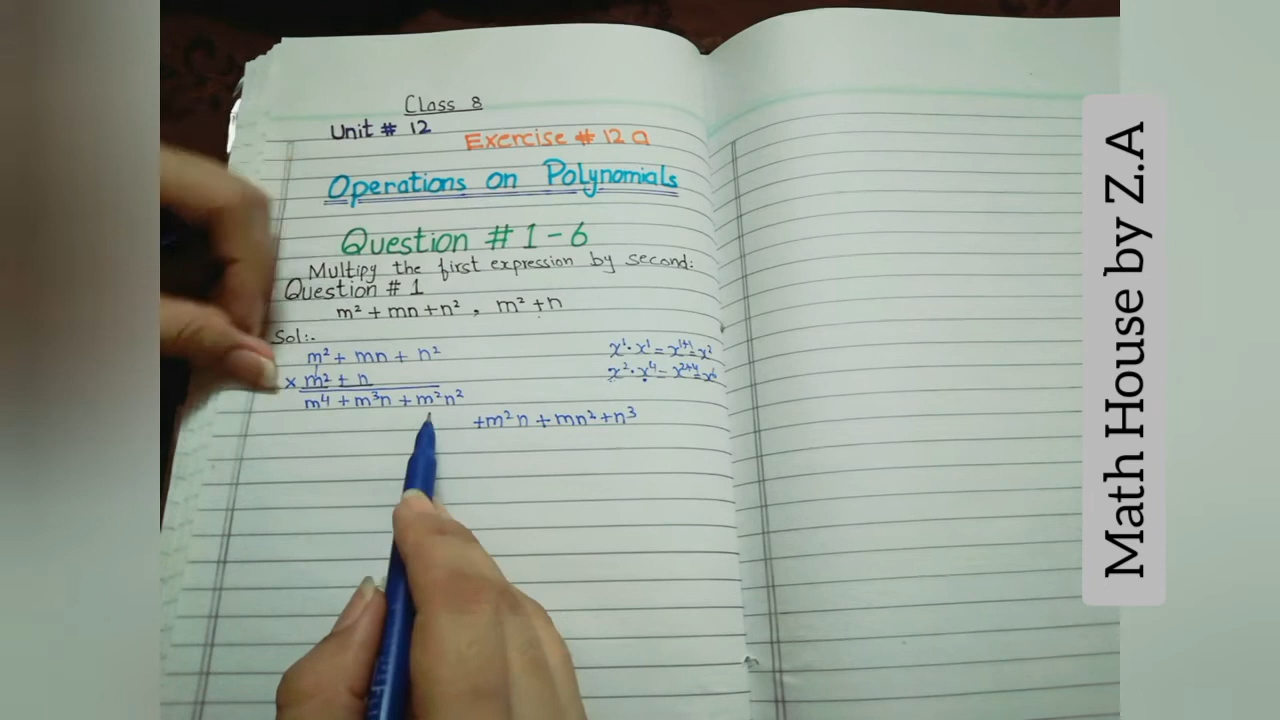 Class 8
Unit # 12
Exercise # 12a
Operations on Polynomials
Question # 1-6
Multipy the first expression by second:
Question # 1
m² + mn + n² , m² + n
Sol:-
m² + mn + n²
x¹·x¹ = x¹⁺¹ = x²
× m² + n
x²·x⁴ = x²⁺⁴ = x⁶
m⁴ + m³n + m²n²
+m²n + mn² + n³
Math House by Z.A